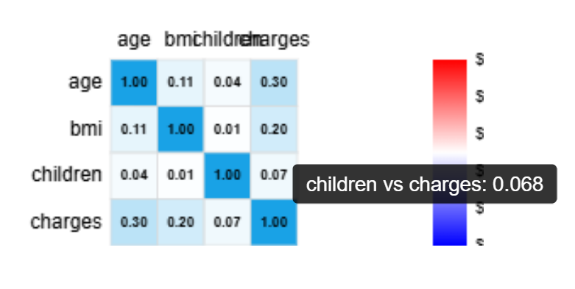 age bmi children charges
$
age 1.00 0.11 0.04 0.30
$
bmi 0.11 1.00 0.01 0.20
$
children 0.04 0.01 1.00 0.07
children vs charges: 0.068
$
charges 0.30 0.20 0.07 1.00
$